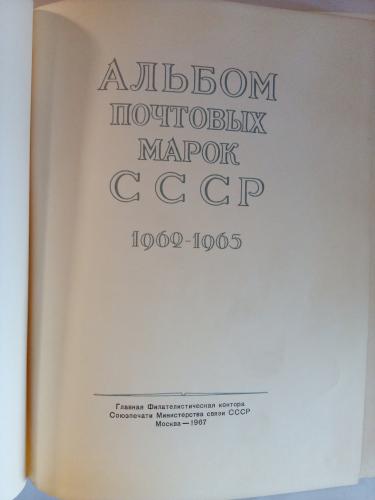 АЛЬБОМ
ПОЧТОВЫХ
МАРОК
СССР
1962-1965
Главная Филателистическая контора
Союзпечати Министерства связи СССР
Москва — 1967